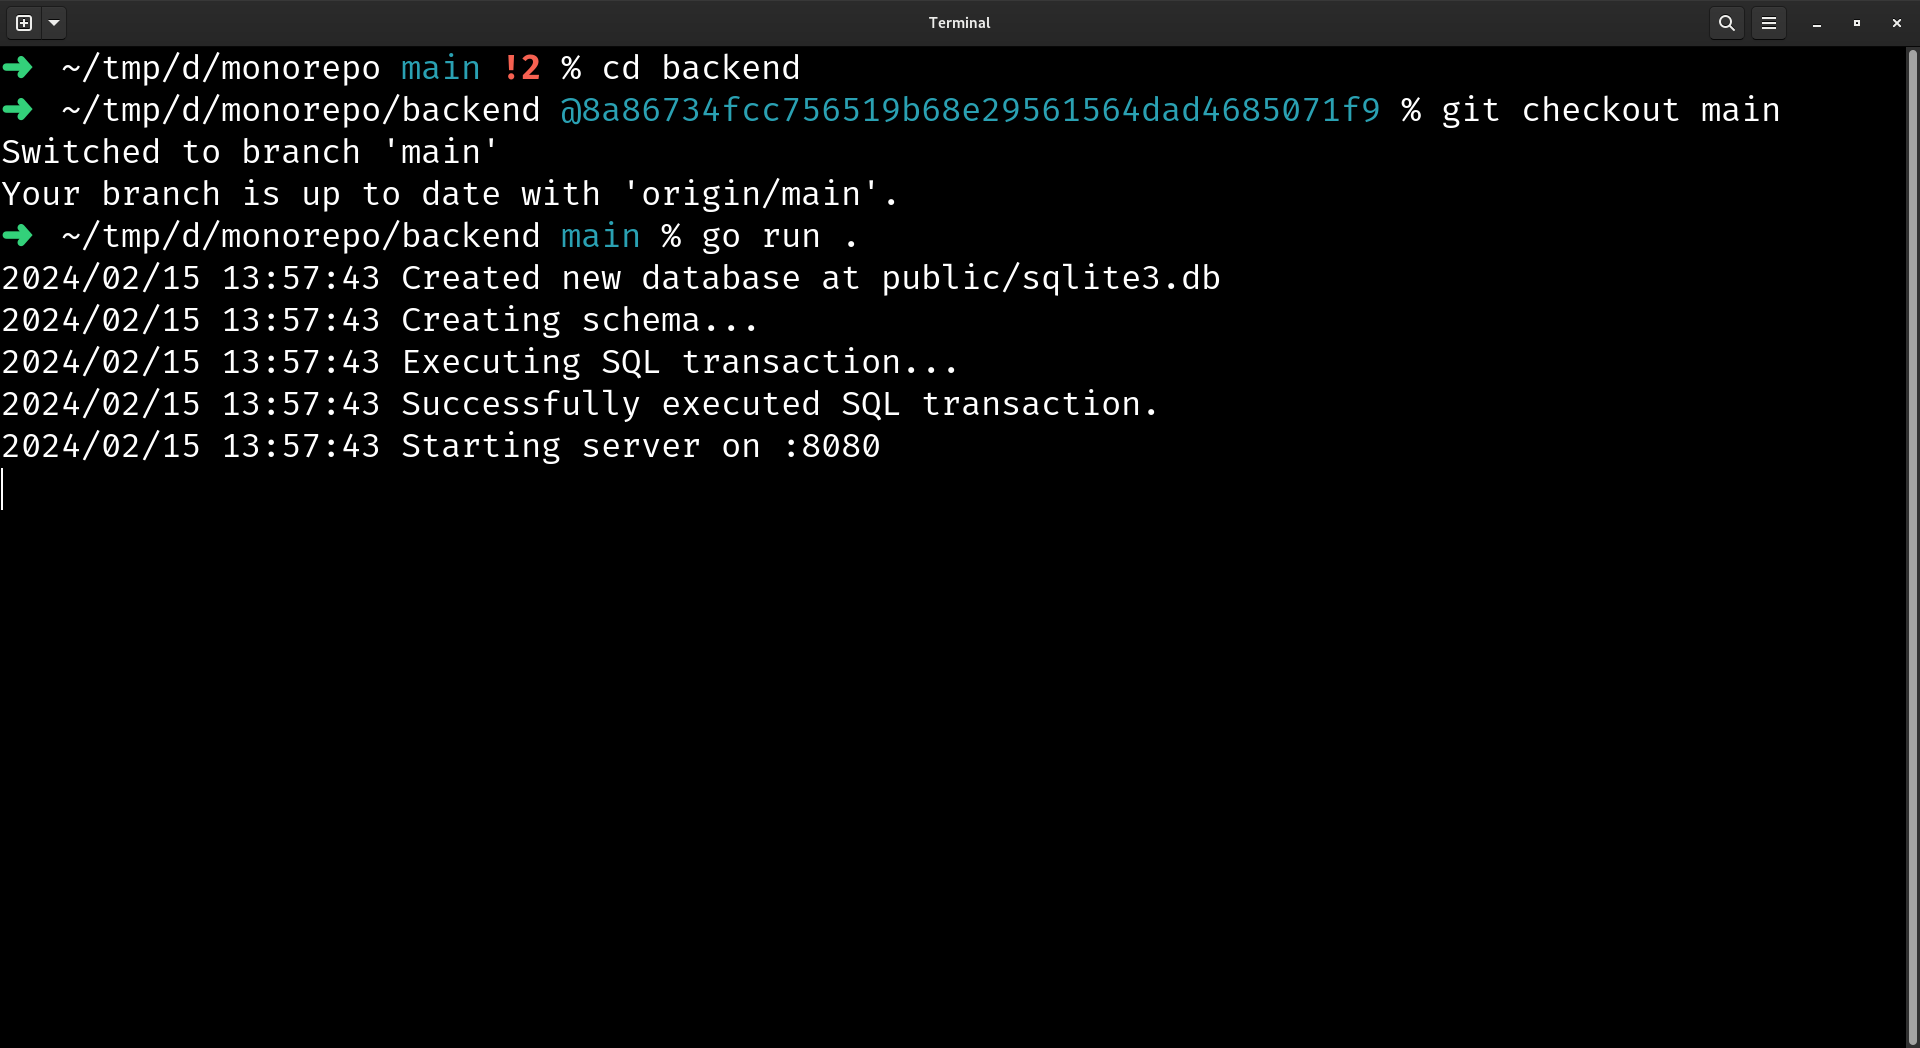 Terminal
➜ ~/tmp/d/monorepo main !2 % cd backend
➜ ~/tmp/d/monorepo/backend @8a86734fcc756519b68e29561564dad4685071f9 % git checkout main
Switched to branch 'main'
Your branch is up to date with 'origin/main'.
➜ ~/tmp/d/monorepo/backend main % go run .
2024/02/15 13:57:43 Created new database at public/sqlite3.db
2024/02/15 13:57:43 Creating schema...
2024/02/15 13:57:43 Executing SQL transaction...
2024/02/15 13:57:43 Successfully executed SQL transaction.
2024/02/15 13:57:43 Starting server on :8080